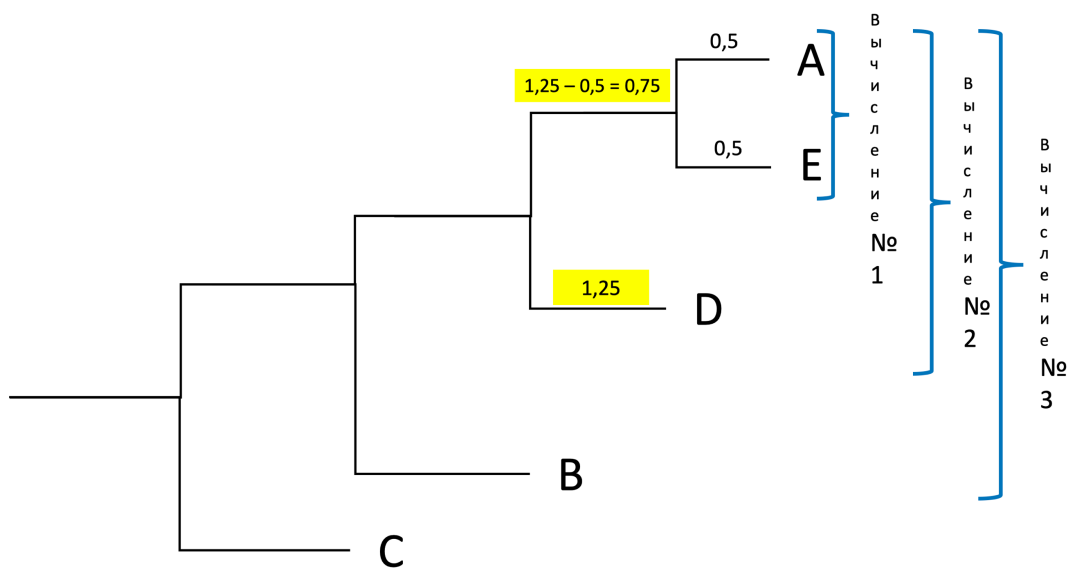 0,5
A
1,25 – 0,5 = 0,75
0,5
E
1,25
D
B
C
Вычисление
№
1
Вычисление
№
2
Вычисление
№
3